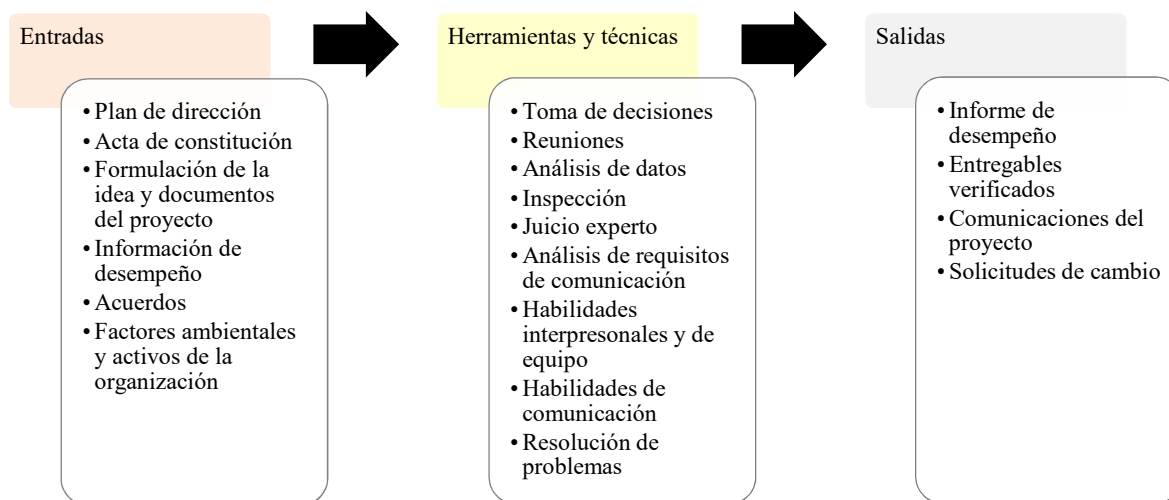 Entradas
• Plan de dirección
• Acta de constitución
• Formulación de la
idea y documentos
del proyecto
• Información de
desempeño
• Acuerdos
• Factores ambientales
y activos de la
organización
Herramientas y técnicas
• Toma de decisiones
• Reuniones
• Análisis de datos
• Inspección
• Juicio experto
• Análisis de requisitos
de comunicación
• Habilidades
interpresonales y de
equipo
• Habilidades de
comunicación
• Resolución de
problemas
Salidas
• Informe de
desempeño
• Entregables
verificados
• Comunicaciones del
proyecto
• Solicitudes de cambio